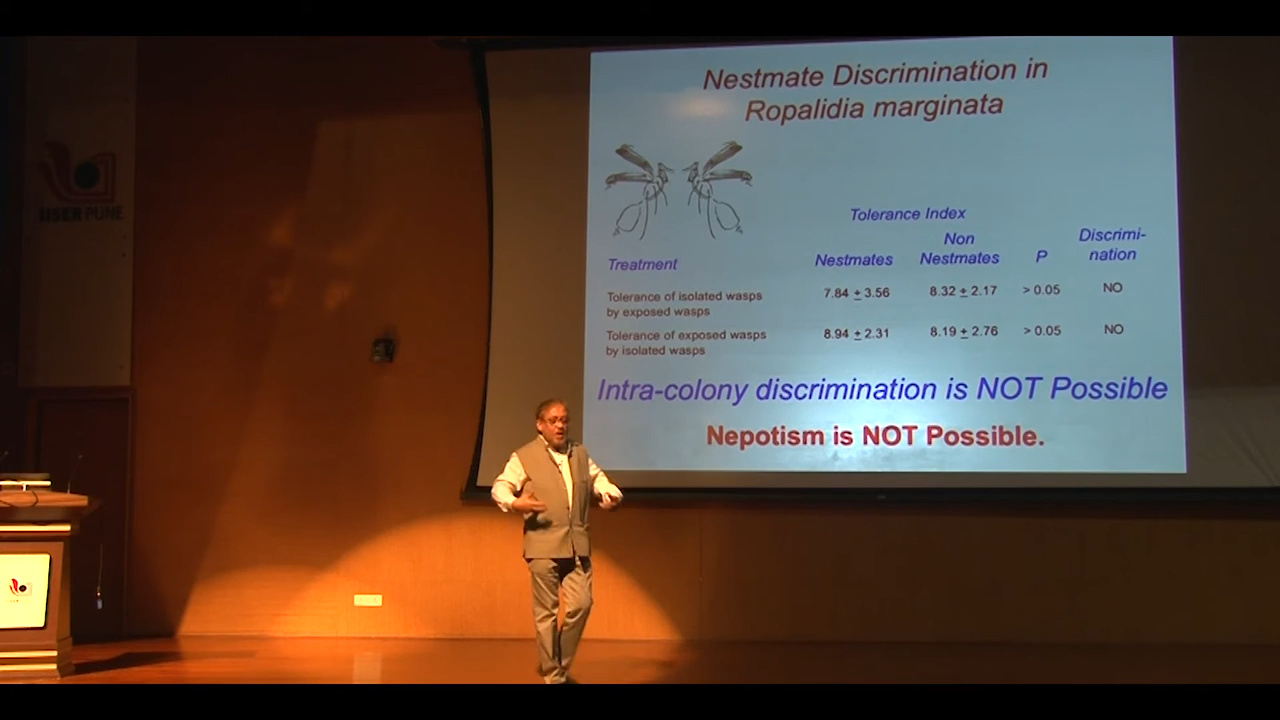 Nestmate Discrimination in
Ropalidia marginata
Tolerance Index
Treatment Nestmates Non Nestmates P Discrimi-nation
Tolerance of isolated wasps by exposed wasps 7.84 ± 3.56 8.32 ± 2.17 > 0.05 NO
Tolerance of exposed wasps by isolated wasps 8.94 ± 2.31 8.19 ± 2.76 > 0.05 NO
Intra-colony discrimination is NOT Possible
Nepotism is NOT Possible.
IISER PUNE